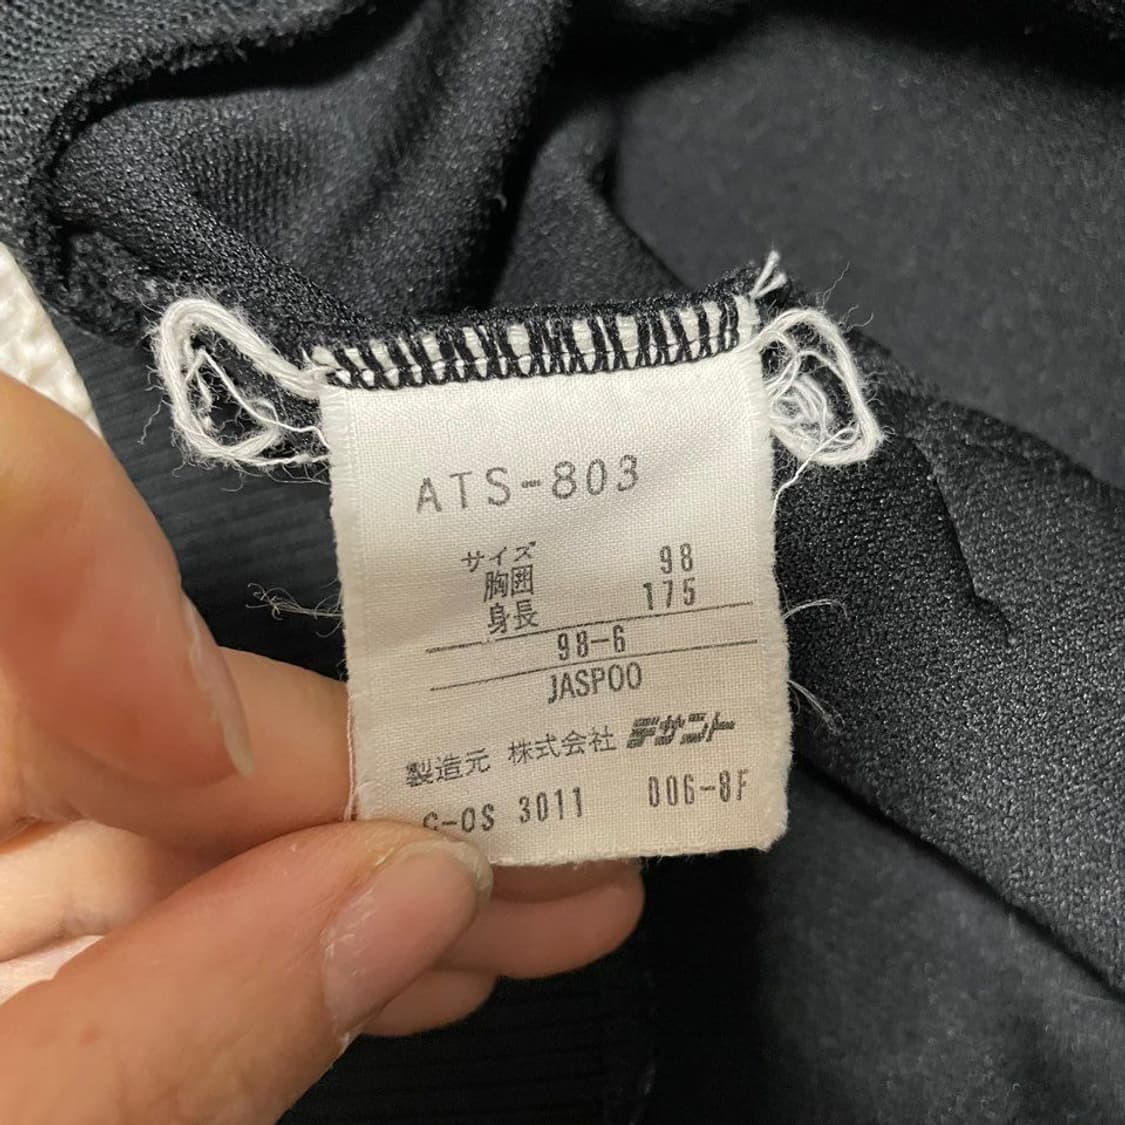 ATS-803
サイズ
胸囲 98
身長 175
98-6
JASPOO
製造元 株式会社 デサント
C-OS 3011 006-8F